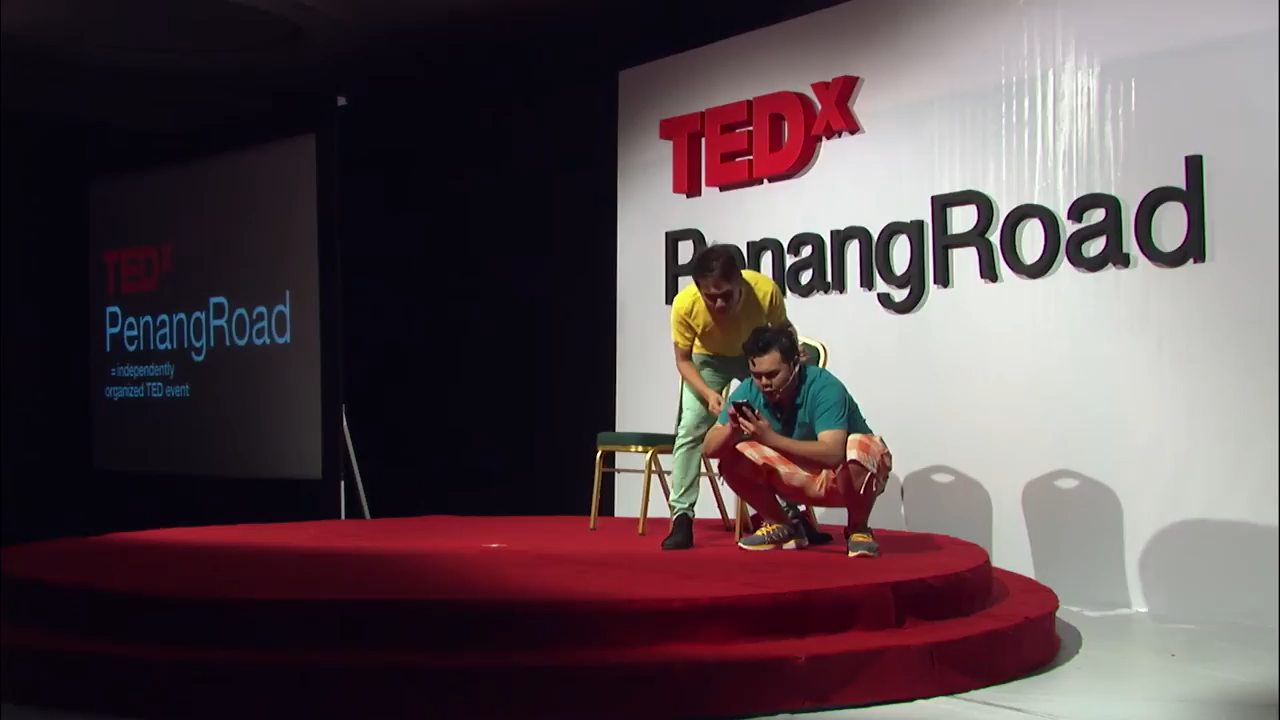 TEDx
PenangRoad
= independently
organized TED event
TEDx
PenangRoad